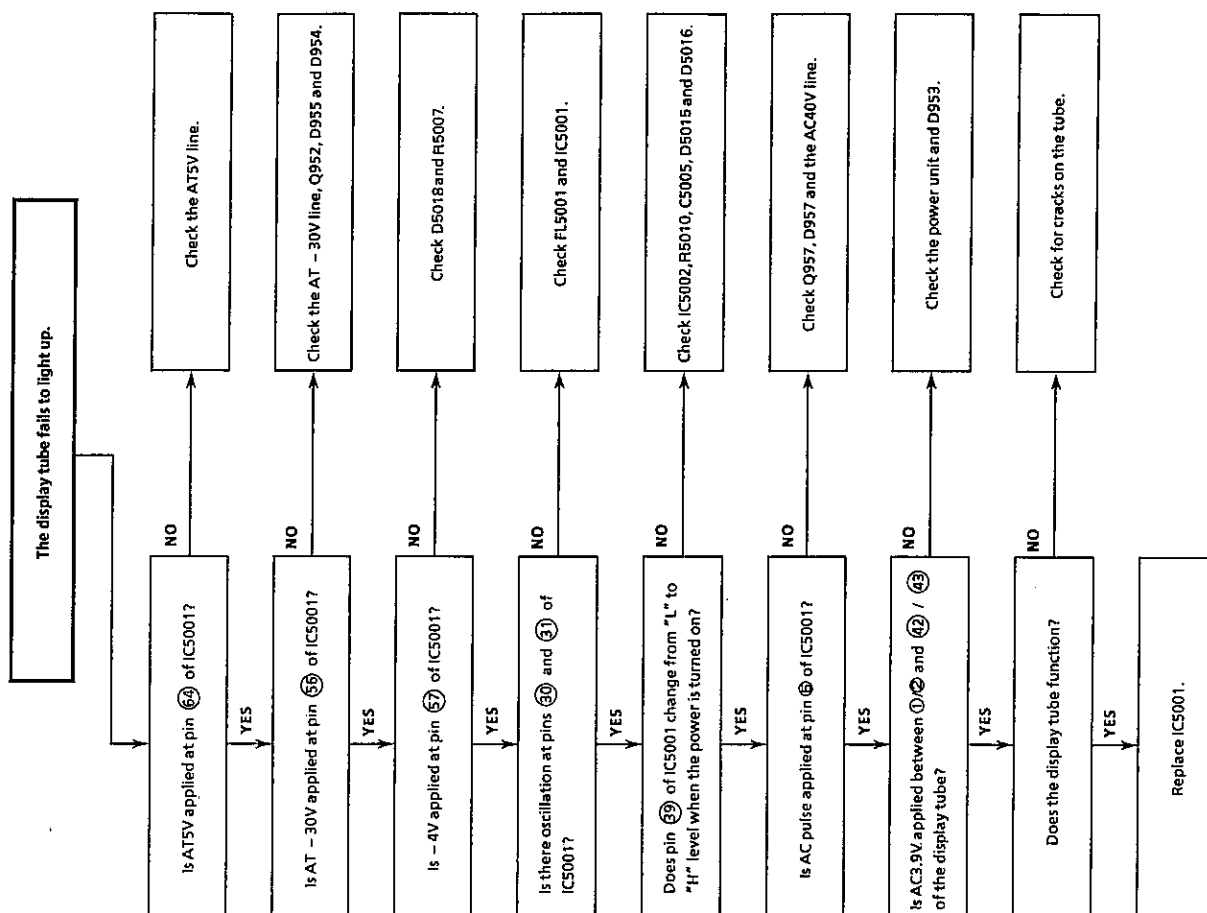 The display tube fails to light up.
Is AT5V applied at pin 64 of IC5001?
NO
Check the AT5V line.
YES
Is AT – 30V applied at pin 56 of IC5001?
NO
Check the AT – 30V line, Q952, D955 and D954.
YES
Is – 4V applied at pin 57 of IC5001?
NO
Check D5018 and R5007.
YES
Is there oscillation at pins 30 and 31 of
IC5001?
NO
Check FL5001 and IC5001.
YES
Does pin 39 of IC5001 change from "L" to
"H" level when the power is turned on?
NO
Check IC5002, R5010, C5005, D5015 and D5016.
YES
Is AC pulse applied at pin 6 of IC5001?
NO
Check Q957, D957 and the AC40V line.
YES
Is AC3.9V applied between 1/2 and 42 / 43
of the display tube?
NO
Check the power unit and D953.
YES
Does the display tube function?
NO
Check for cracks on the tube.
YES
Replace IC5001.